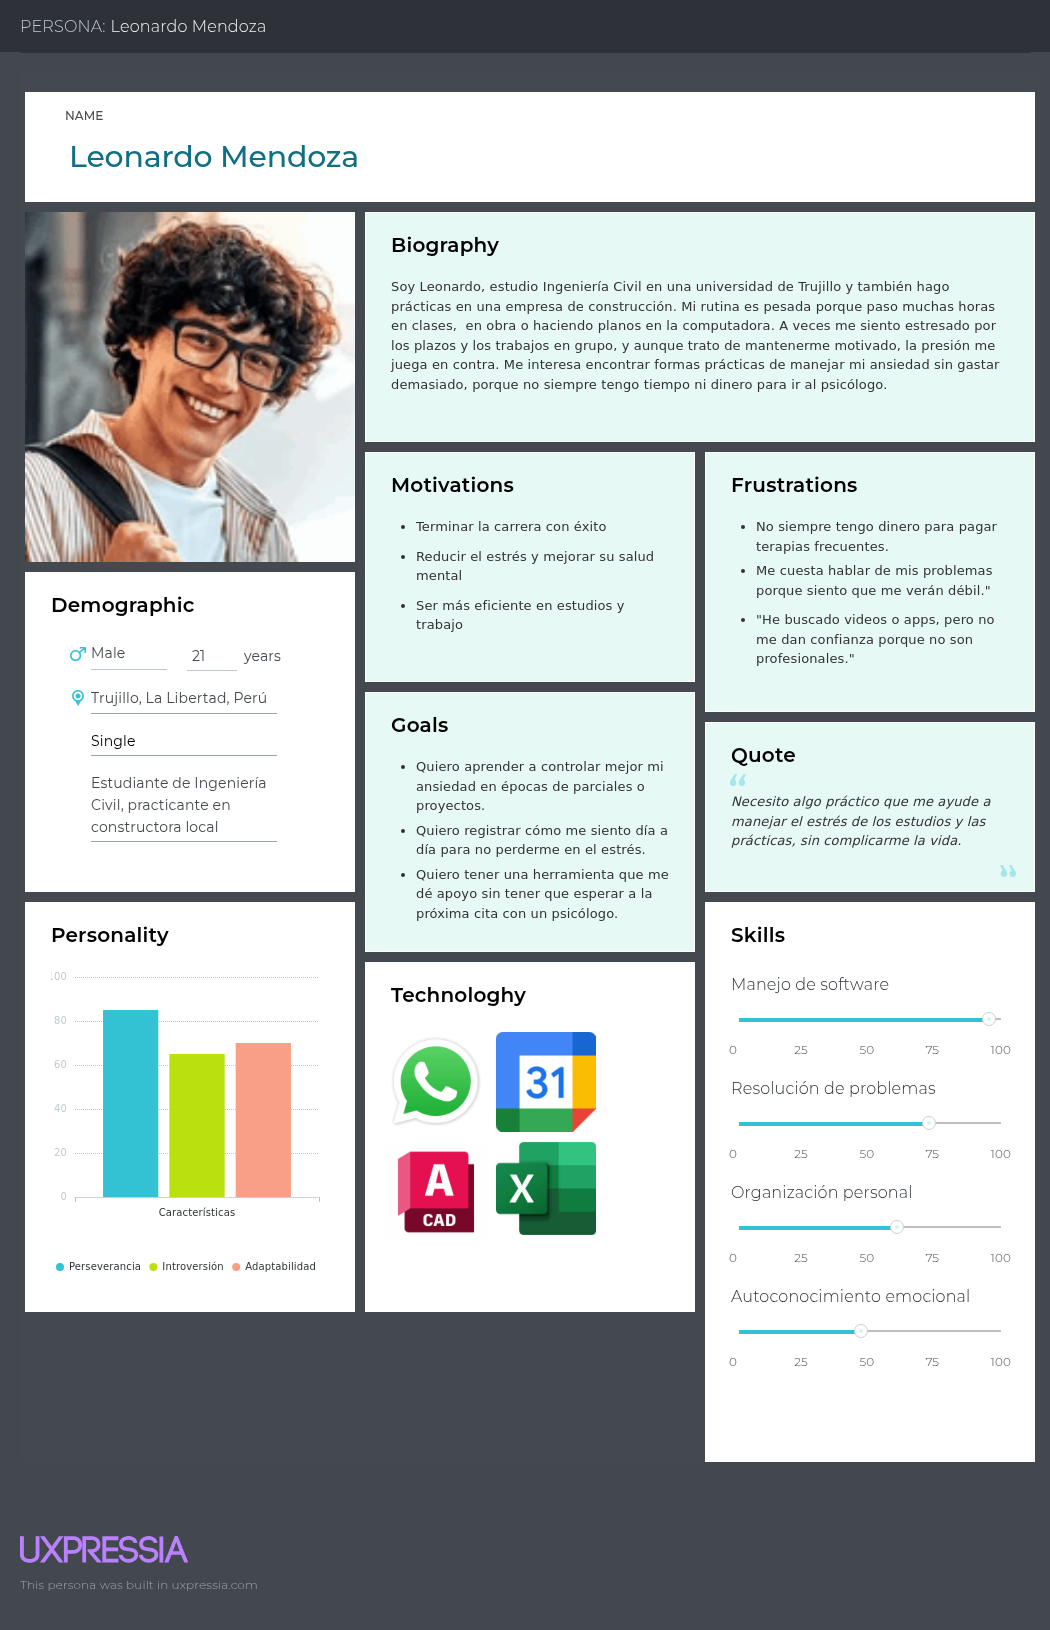 PERSONA: Leonardo Mendoza
NAME
Leonardo Mendoza
Biography
Soy Leonardo, estudio Ingeniería Civil en una universidad de Trujillo y también hago
prácticas en una empresa de construcción. Mi rutina es pesada porque paso muchas horas
en clases,  en obra o haciendo planos en la computadora. A veces me siento estresado por
los plazos y los trabajos en grupo, y aunque trato de mantenerme motivado, la presión me
juega en contra. Me interesa encontrar formas prácticas de manejar mi ansiedad sin gastar
demasiado, porque no siempre tengo tiempo ni dinero para ir al psicólogo.
Motivations
• Terminar la carrera con éxito
• Reducir el estrés y mejorar su salud
mental
• Ser más eficiente en estudios y
trabajo
Frustrations
• No siempre tengo dinero para pagar
terapias frecuentes.
• Me cuesta hablar de mis problemas
porque siento que me verán débil."
• "He buscado videos o apps, pero no
me dan confianza porque no son
profesionales."
Demographic
Male 21 years
Trujillo, La Libertad, Perú
Single
Estudiante de Ingeniería
Civil, practicante en
constructora local
Goals
• Quiero aprender a controlar mejor mi
ansiedad en épocas de parciales o
proyectos.
• Quiero registrar cómo me siento día a
día para no perderme en el estrés.
• Quiero tener una herramienta que me
dé apoyo sin tener que esperar a la
próxima cita con un psicólogo.
Quote
“
Necesito algo práctico que me ayude a
manejar el estrés de los estudios y las
prácticas, sin complicarme la vida.
”
Personality
100
80
60
40
20
0
Características
Perseverancia Introversión Adaptabilidad
Technologhy
31
A
CAD
X
Skills
Manejo de software
0 25 50 75 100
Resolución de problemas
0 25 50 75 100
Organización personal
0 25 50 75 100
Autoconocimiento emocional
0 25 50 75 100
UXPRESSIA
This persona was built in uxpressia.com